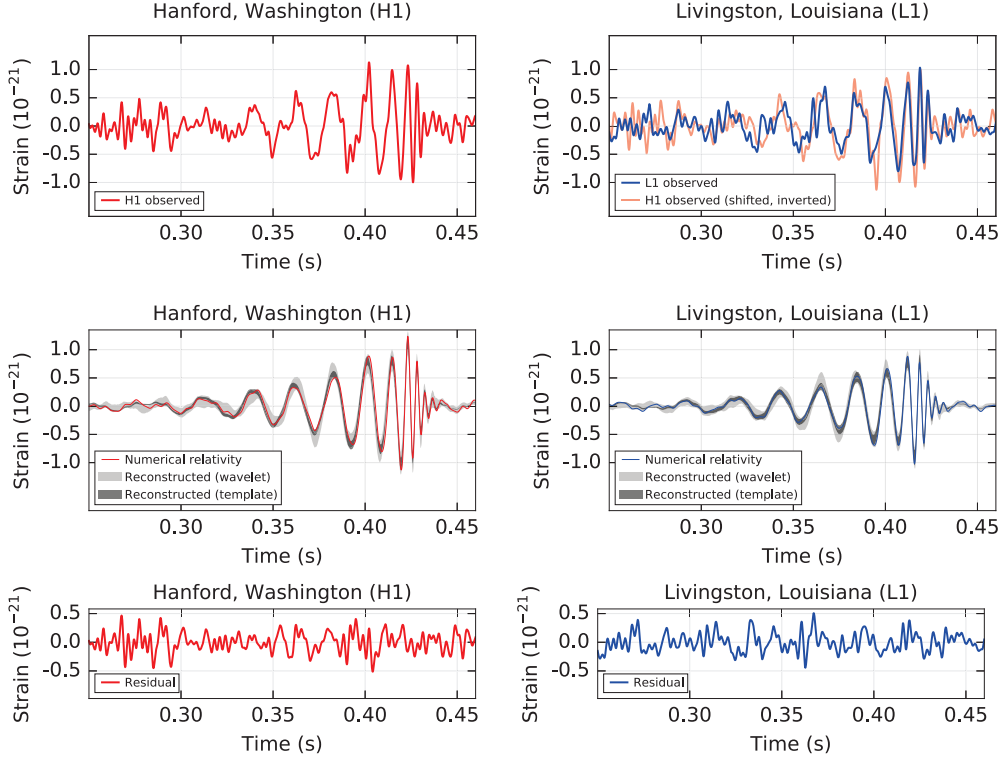 Hanford, Washington (H1)
Livingston, Louisiana (L1)
Strain (10⁻²¹)
1.0
0.5
0.0
-0.5
-1.0
H1 observed
0.30
0.35
0.40
0.45
Time (s)
Strain (10⁻²¹)
1.0
0.5
0.0
-0.5
-1.0
L1 observed
H1 observed (shifted, inverted)
0.30
0.35
0.40
0.45
Time (s)
Hanford, Washington (H1)
Livingston, Louisiana (L1)
Strain (10⁻²¹)
1.0
0.5
0.0
-0.5
-1.0
Numerical relativity
Reconstructed (wavelet)
Reconstructed (template)
0.30
0.35
0.40
0.45
Time (s)
Strain (10⁻²¹)
1.0
0.5
0.0
-0.5
-1.0
Numerical relativity
Reconstructed (wavelet)
Reconstructed (template)
0.30
0.35
0.40
0.45
Time (s)
Hanford, Washington (H1)
Livingston, Louisiana (L1)
Strain (10⁻²¹)
0.5
0.0
-0.5
Residual
0.30
0.35
0.40
0.45
Time (s)
Strain (10⁻²¹)
0.5
0.0
-0.5
Residual
0.30
0.35
0.40
0.45
Time (s)